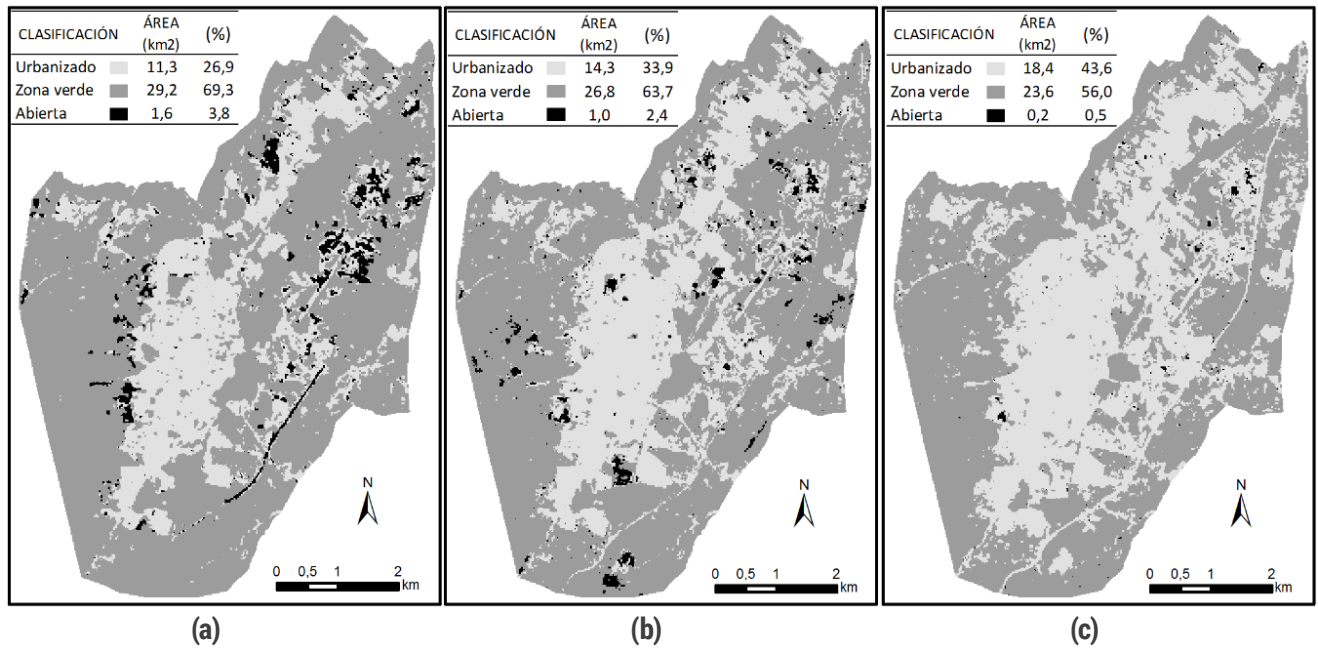 CLASIFICACIÓN ÁREA (km2) (%)
Urbanizado 11,3 26,9
Zona verde 29,2 69,3
Abierta 1,6 3,8
N
0 0,5 1 2
km
(a)
CLASIFICACIÓN ÁREA (km2) (%)
Urbanizado 14,3 33,9
Zona verde 26,8 63,7
Abierta 1,0 2,4
N
0 0,5 1 2
km
(b)
CLASIFICACIÓN ÁREA (km2) (%)
Urbanizado 18,4 43,6
Zona verde 23,6 56,0
Abierta 0,2 0,5
N
0 0,5 1 2
km
(c)